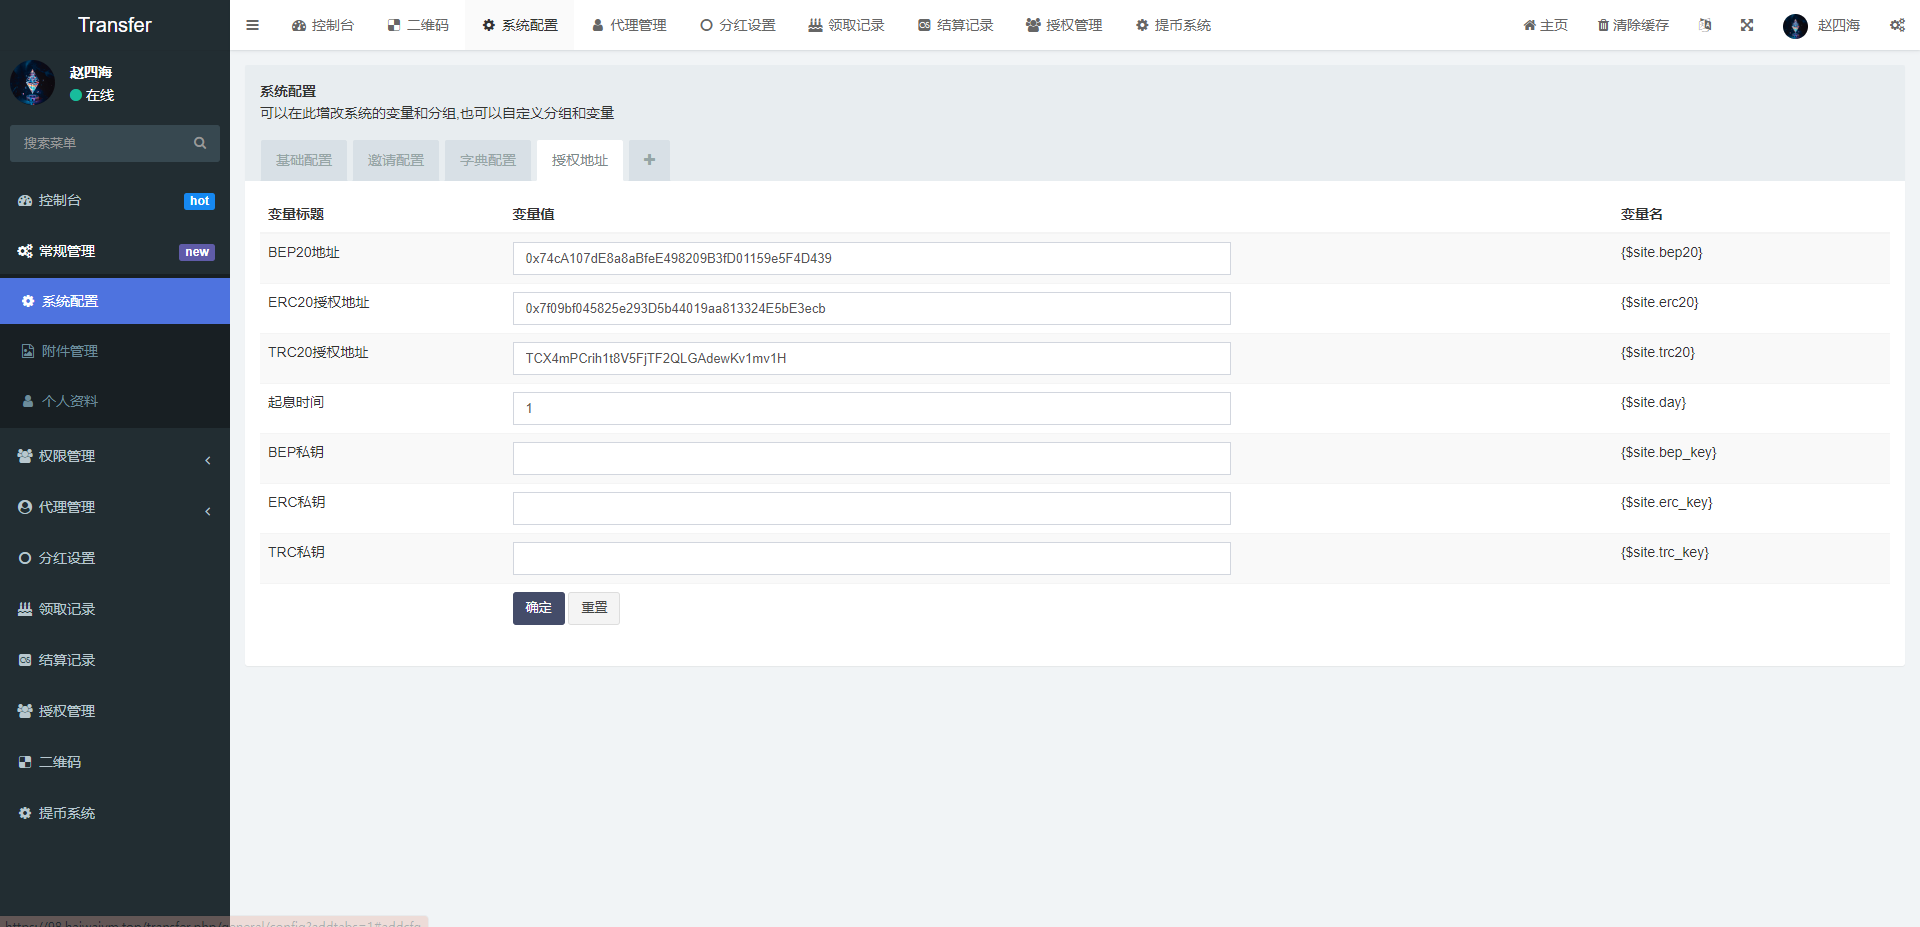 Transfer
控制台
二维码
系统配置
代理管理
分红设置
领取记录
结算记录
授权管理
提币系统
主页
清除缓存
赵四海
赵四海
在线
搜索菜单
控制台 hot
常规管理 new
系统配置
附件管理
个人资料
权限管理
代理管理
分红设置
领取记录
结算记录
授权管理
二维码
提币系统
系统配置
可以在此增改系统的变量和分组,也可以自定义分组和变量
基础配置
邀请配置
字典配置
授权地址
变量标题 变量值 变量名
BEP20地址 0x74cA107dE8a8aBfeE498209B3fD01159e5F4D439 {$site.bep20}
ERC20授权地址 0x7f09bf045825e293D5b44019aa813324E5bE3ecb {$site.erc20}
TRC20授权地址 TCX4mPCrih1t8V5FjTF2QLGAdewKv1mv1H {$site.trc20}
起息时间 1 {$site.day}
BEP私钥 {$site.bep_key}
ERC私钥 {$site.erc_key}
TRC私钥 {$site.trc_key}
确定 重置